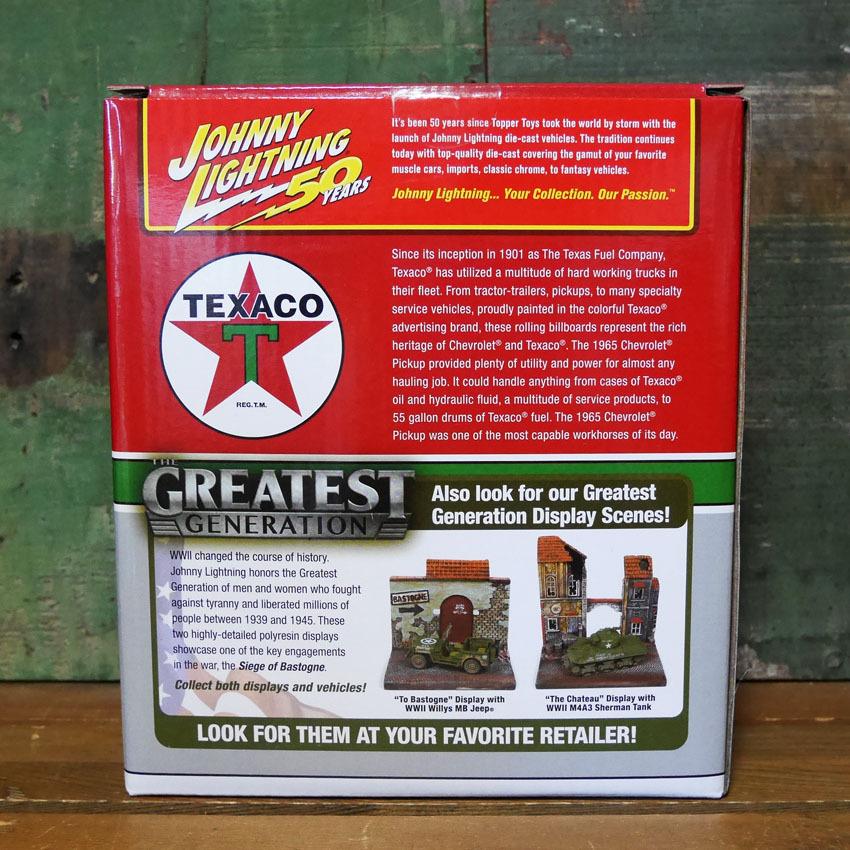 JOHNNY
LIGHTNING
50
YEARS
It's been 50 years since Topper Toys took the world by storm with the
launch of Johnny Lightning die-cast vehicles. The tradition continues
today with top-quality die-cast covering the gamut of your favorite
muscle cars, imports, classic chrome, to fantasy vehicles.
Johnny Lightning... Your Collection. Our Passion.™
TEXACO
T
REG.T.M.
Since its inception in 1901 as The Texas Fuel Company,
Texaco® has utilized a multitude of hard working trucks in
their fleet. From tractor-trailers, pickups, to many specialty
service vehicles, proudly painted in the colorful Texaco®
advertising brand, these rolling billboards represent the rich
heritage of Chevrolet® and Texaco®. The 1965 Chevrolet®
Pickup provided plenty of utility and power for almost any
hauling job. It could handle anything from cases of Texaco®
oil and hydraulic fluid, a multitude of service products, to
55 gallon drums of Texaco® fuel. The 1965 Chevrolet®
Pickup was one of the most capable workhorses of its day.
THE
GREATEST
GENERATION
Also look for our Greatest
Generation Display Scenes!
WWII changed the course of history.
Johnny Lightning honors the Greatest
Generation of men and women who fought
against tyranny and liberated millions of
people between 1939 and 1945. These
two highly-detailed polyresin displays
showcase one of the key engagements
in the war, the Siege of Bastogne.
Collect both displays and vehicles!
BASTOGNE
"To Bastogne" Display with
WWII Willys MB Jeep®
"The Chateau" Display with
WWII M4A3 Sherman Tank
LOOK FOR THEM AT YOUR FAVORITE RETAILER!